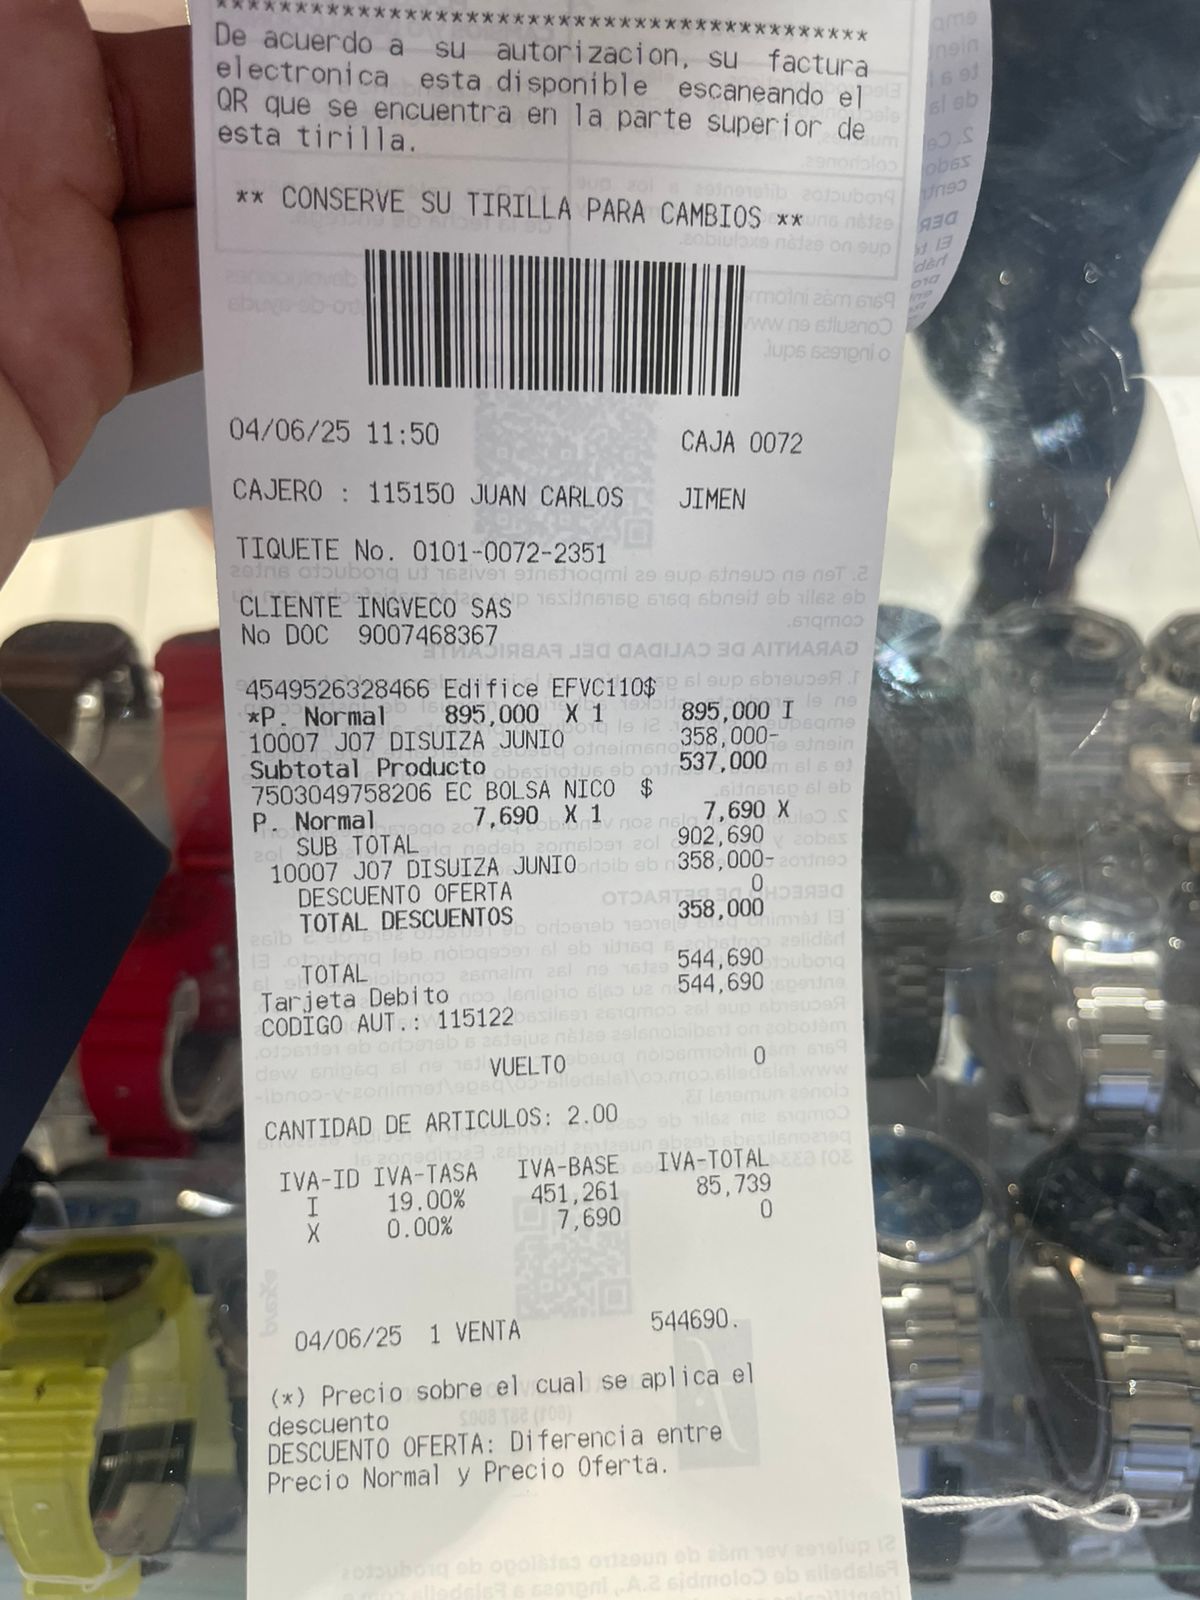 ******************************************
De acuerdo a su autorizacion, su factura
electronica esta disponible escaneando el
QR que se encuentra en la parte superior de
esta tirilla.
** CONSERVE SU TIRILLA PARA CAMBIOS **
04/06/25 11:50 CAJA 0072
CAJERO : 115150 JUAN CARLOS JIMEN
TIQUETE No. 0101-0072-2351
CLIENTE INGVECO SAS
No DOC 9007468367
4549526328466 Edifice EFVC110$
*P. Normal 895,000 X 1 895,000 I
10007 J07 DISUIZA JUNIO 358,000-
Subtotal Producto 537,000
7503049758206 EC BOLSA NICO $
P. Normal 7,690 X 1 7,690 X
SUB TOTAL 902,690
10007 J07 DISUIZA JUNIO 358,000-
DESCUENTO OFERTA 0
TOTAL DESCUENTOS 358,000
TOTAL 544,690
Tarjeta Debito 544,690
CODIGO AUT.: 115122
VUELTO 0
CANTIDAD DE ARTICULOS: 2.00
IVA-ID IVA-TASA IVA-BASE IVA-TOTAL
I 19.00% 451,261 85,739
X 0.00% 7,690 0
04/06/25 1 VENTA 544690.
(*) Precio sobre el cual se aplica el
descuento
DESCUENTO OFERTA: Diferencia entre
Precio Normal y Precio Oferta.